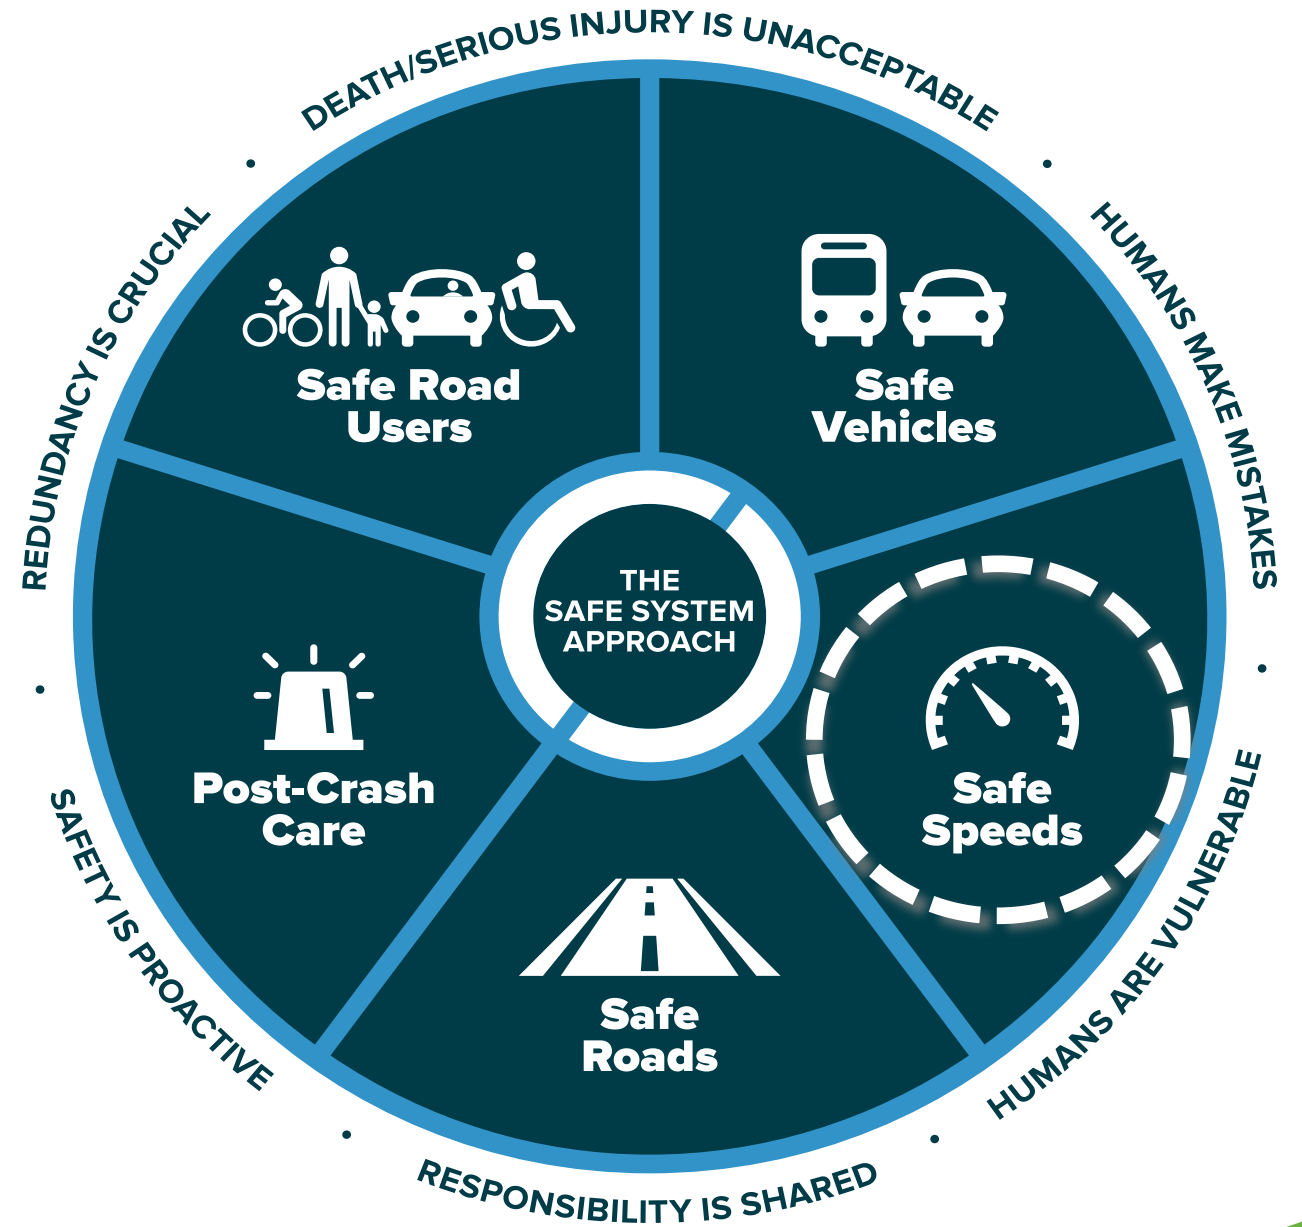 DEATH/SERIOUS INJURY IS UNACCEPTABLE
HUMANS MAKE MISTAKES
HUMANS ARE VULNERABLE
RESPONSIBILITY IS SHARED
SAFETY IS PROACTIVE
REDUNDANCY IS CRUCIAL
Safe Road
Users
Safe
Vehicles
THE
SAFE SYSTEM
APPROACH
Safe
Speeds
Safe
Roads
Post-Crash
Care